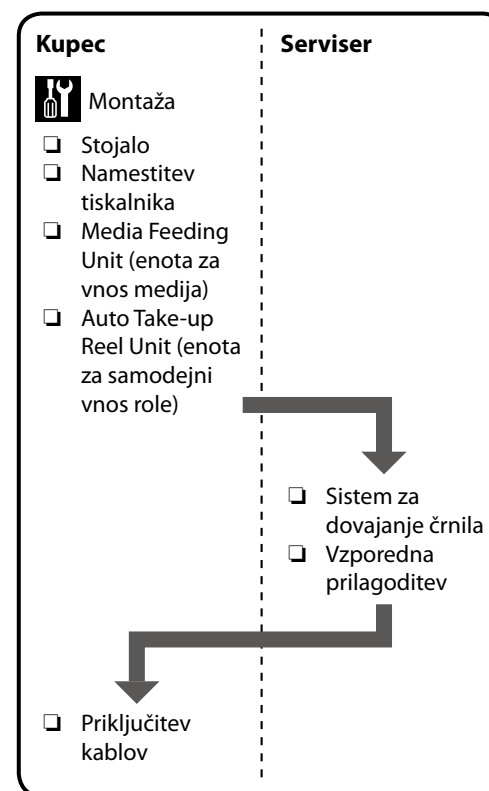 Kupec
Serviser
Montaža
❏ Stojalo
❏ Namestitev
tiskalnika
❏ Media Feeding
Unit (enota za
vnos medija)
❏ Auto Take-up
Reel Unit (enota
za samodejni
vnos role)
❏ Sistem za
dovajanje črnila
❏ Vzporedna
prilagoditev
❏ Priključitev
kablov